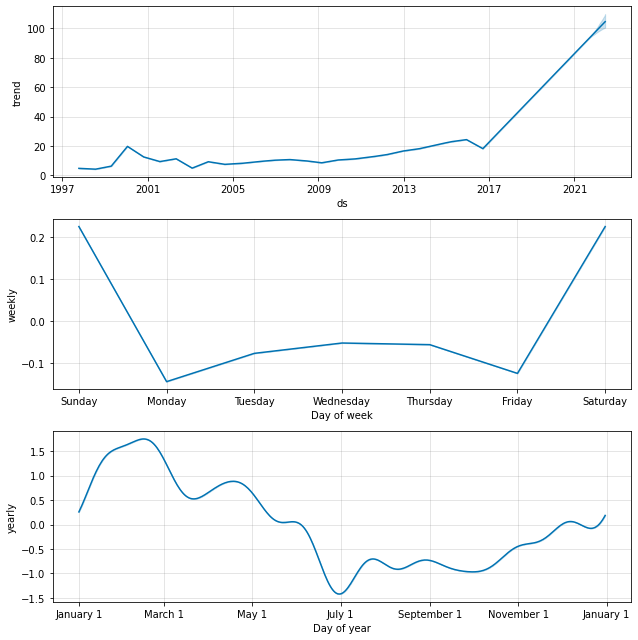 100
80
60
40
20
0
trend
1997 2001 2005 2009 2013 2017 2021
ds
0.2
0.1
0.0
−0.1
weekly
Sunday Monday Tuesday Wednesday Thursday Friday Saturday
Day of week
1.5
1.0
0.5
0.0
−0.5
−1.0
−1.5
yearly
January 1 March 1 May 1 July 1 September 1 November 1 January 1
Day of year